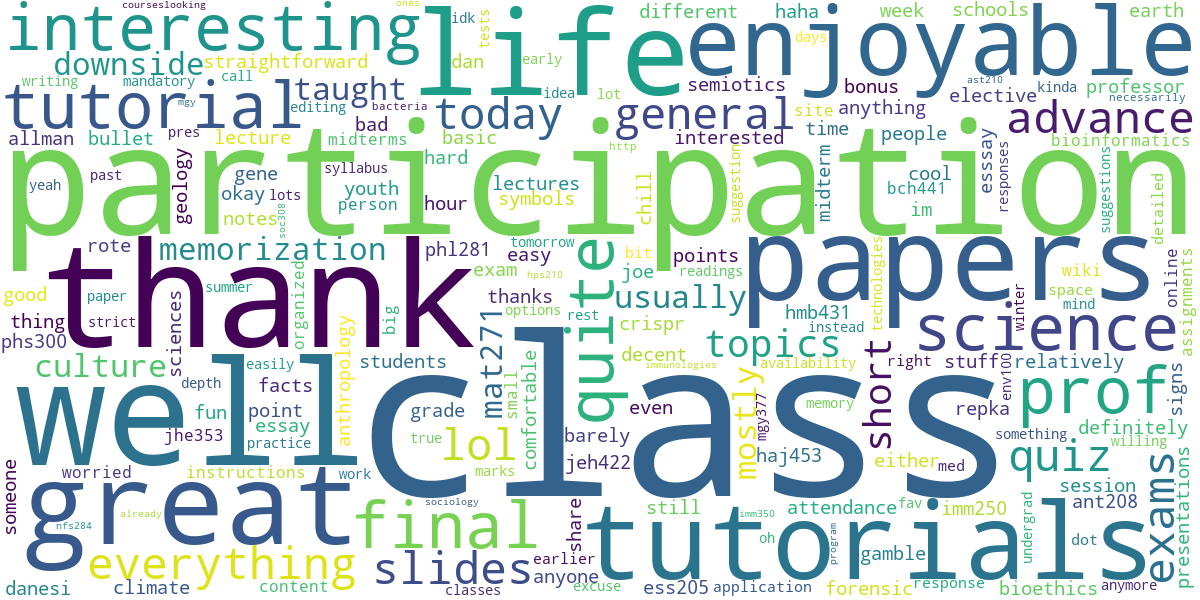 courseslooking
ones
interesting
life
enjoyable
idk
tests
different
haha
week
schools
earth
days
downside
straightforward
dan
early
writing
mandatory
call
taught
idea
lot
semiotics
bonus
ast210
kinda
professor
tutorial
mgy
editing
bacteria
today
general
site
anything
elective
necessarily
advance
allman
bullet
pres
lecture
bad
midterms
basic
http
interested
time
people
bioinformatics
participation
yeah
past
geology
gene
okay
lots
syllabus
youth
person
hard
hour
lectures
symbols
chill
suggestion
midterm
cool
bch441
im
esssay
responses
suggestions
detailed
notes
soc308
rote
memorization
phl281
tomorrow
easy
quite
bit
points
papers
technologies
wiki
online
assignments
thank
good
paper
summer
organized
exam
hps210
joe
readings
space
mind
winter
thing
strict
sciences
big
thanks
options
rest
usually
hmb431
instead
science
phs300
crispr
topics
short
culture
easily
anthropology
students
mat271
small
comfortable
decent
immunologies
availability
right
stuff
env100
relatively
signs
well
class
depth
facts
mostly
memory
mgy377
prof
fun
point
grade
even
repka
definitely
jhe353
essay
practice
true
lol
barely
haj453
something
willing
quiz
someone
worried
instructions
work
marks
jeh422
either
med
session
exams
presentations
great
sociology
share
still
attendance
fav
imm250
undergrad
ant208
nfs284
already
final
tutorials
imm350
oh
program
gamble
dot
everything
slides
earlier
anyone
response
bioethics
anymore
danesi
climate
content
classes
excuse
ess205
application
forensic